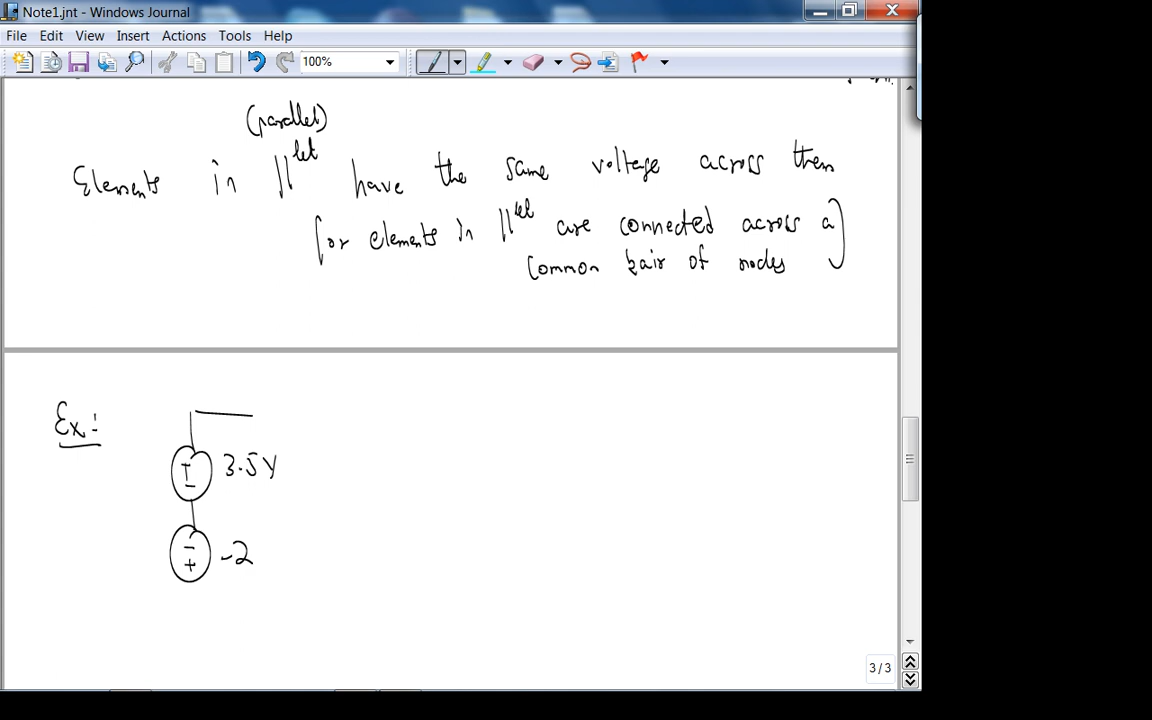 Note1.jnt - Windows Journal
File Edit View Insert Actions Tools Help
100%
(parallel)
Elements in ||lel have the same voltage across them
[or elements in ||lel are connected across a
common pair of nodes]
Ex:
+
-
3.5V
-
+
-2
3 / 3